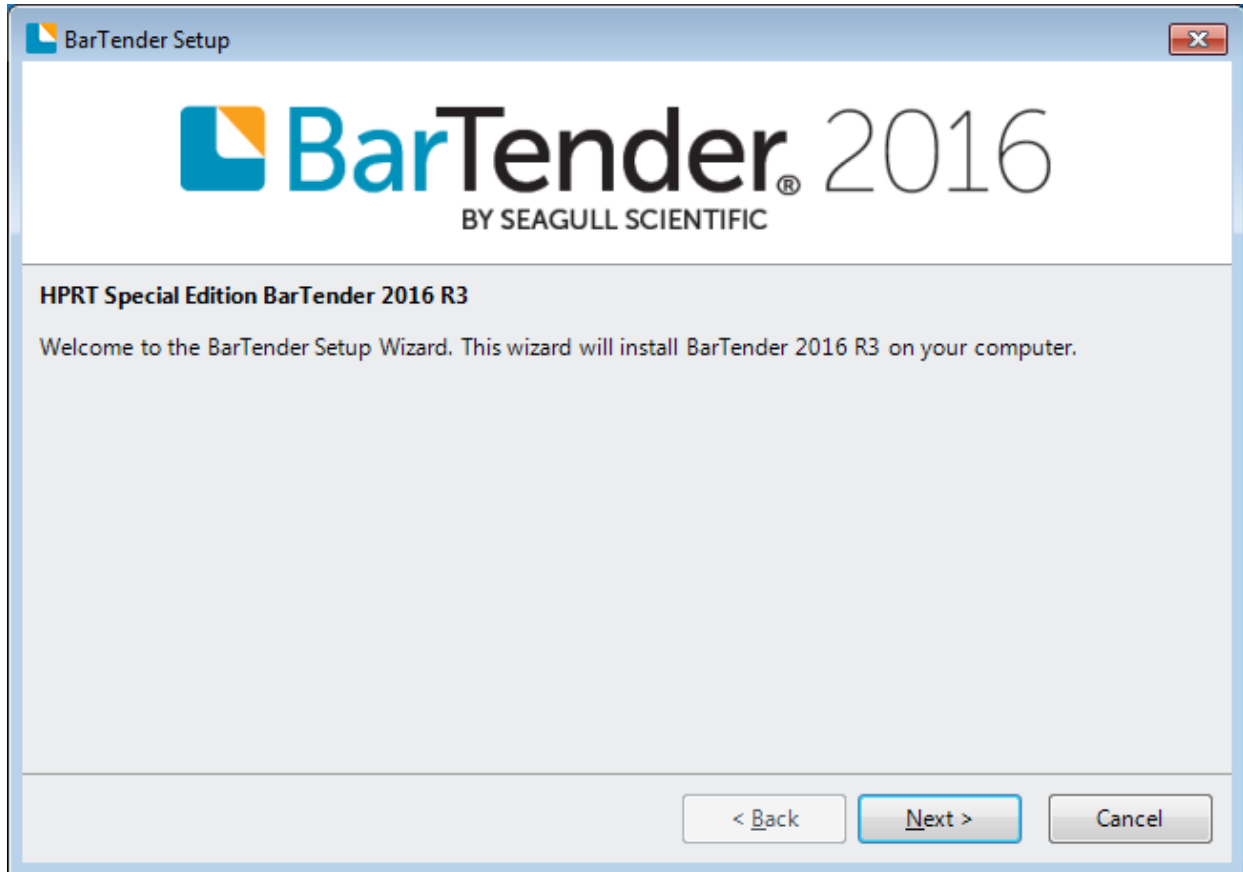 BarTender Setup
BarTender® 2016
BY SEAGULL SCIENTIFIC
HPRT Special Edition BarTender 2016 R3
Welcome to the BarTender Setup Wizard. This wizard will install BarTender 2016 R3 on your computer.
< Back Next > Cancel